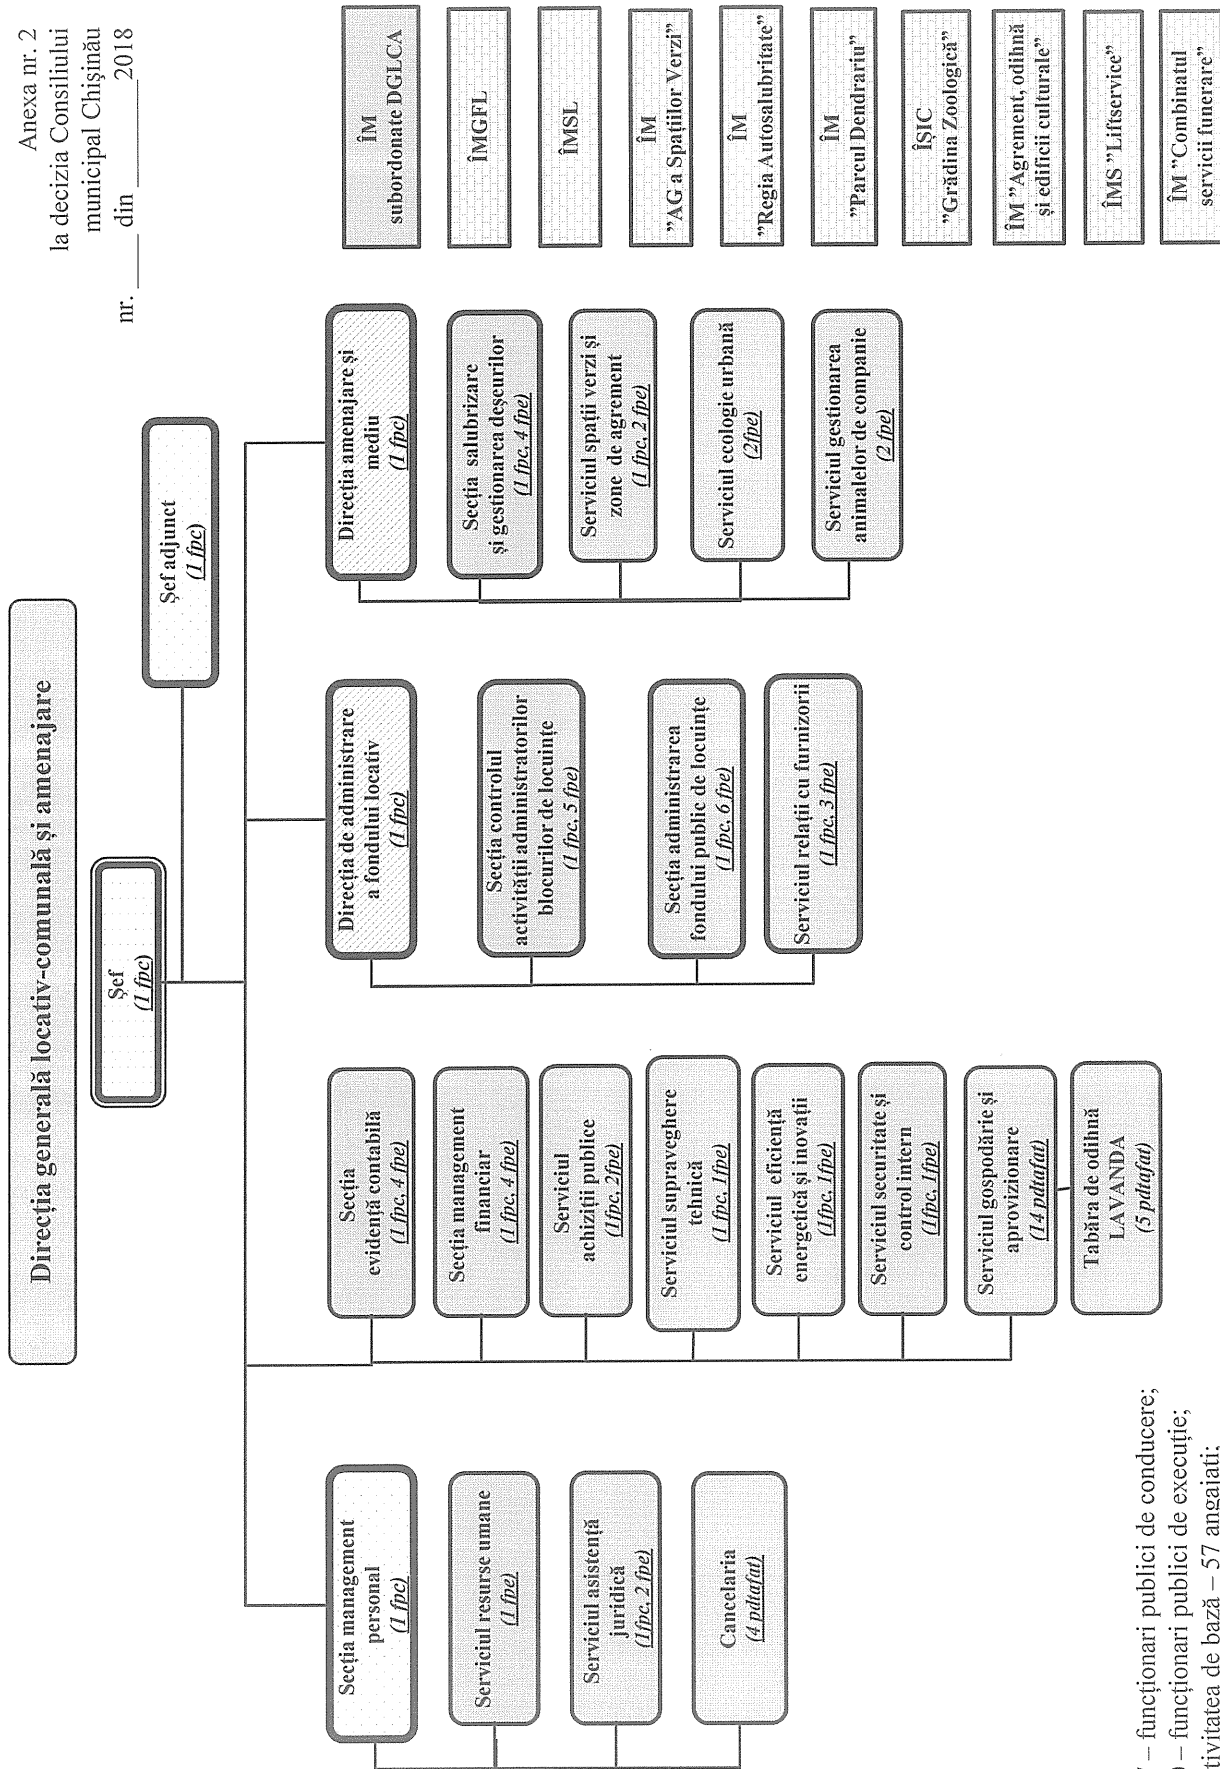 Anexa nr. 2
la decizia Consiliului
municipal Chișinău
nr. ______ din __________ 2018
Direcția generală locativ-comunală și amenajare
Șef
(1 fpc)
Șef adjunct
(1 fpc)
Secția management
personal
(1 fpc)
Serviciul resurse umane
(1 fpe)
Serviciul asistență
juridică
(1fpc, 2 fpe)
Cancelaria
(4 pdtafat)
Secția
evidență contabilă
(1 fpc, 4 fpe)
Secția management
financiar
(1 fpc, 4 fpe)
Serviciul
achiziții publice
(1fpc, 2fpe)
Serviciul supraveghere
tehnică
(1 fpc, 1fpe)
Serviciul eficiență
energetică și inovații
(1fpc, 1fpe)
Serviciul securitate și
control intern
(1fpc, 1fpe)
Serviciul gospodărie și
aprovizionare
(14 pdtafat)
Tabăra de odihnă
LAVANDA
(5 pdtafat)
Direcția de administrare
a fondului locativ
(1 fpc)
Secția controlul
activității administratorilor
blocurilor de locuințe
(1 fpc, 5 fpe)
Secția administrarea
fondului public de locuințe
(1 fpc, 6 fpe)
Serviciul relații cu furnizorii
(1 fpc, 3 fpe)
Direcția amenajare și
mediu
(1 fpc)
Secția salubrizare
și gestionarea deșeurilor
(1 fpc, 4 fpe)
Serviciul spații verzi și
zone de agrement
(1 fpc, 2 fpe)
Serviciul ecologie urbană
(2fpe)
Serviciul gestionarea
animalelor de companie
(2 fpe)
ÎM
subordonate DGLCA
ÎMGFL
ÎMSL
ÎM
”AG a Spațiilor Verzi”
ÎM
”Regia Autosalubritate”
ÎM
”Parcul Dendrariu”
ÎȘIC
”Grădina Zoologică”
ÎM ”Agrement, odihnă
și edificii culturale”
ÎMS ”Liftservice”
ÎM ”Combinatul
servicii funerare”
– funcționari publici de conducere;
– funcționari publici de execuție;
de bază – 57 angajați;